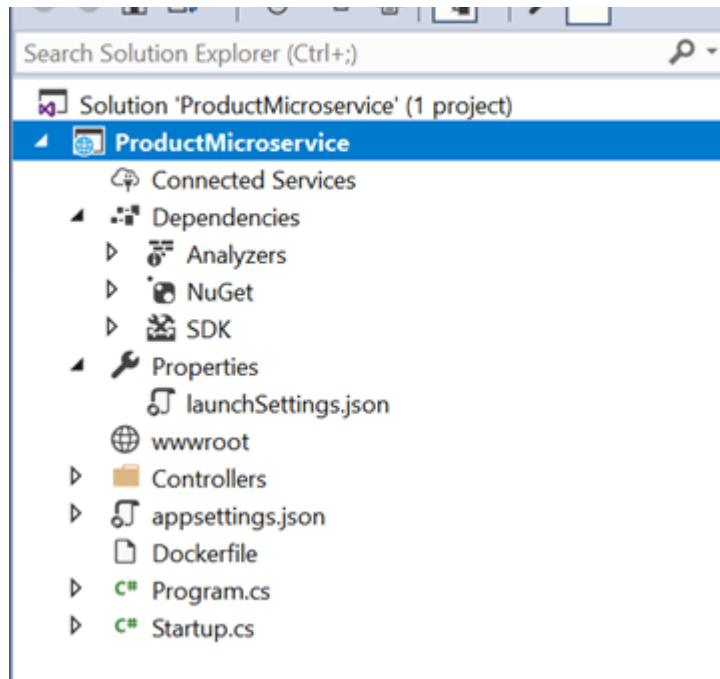 Search Solution Explorer (Ctrl+;)
Solution 'ProductMicroservice' (1 project)
ProductMicroservice
Connected Services
Dependencies
Analyzers
NuGet
SDK
Properties
launchSettings.json
wwwroot
Controllers
appsettings.json
Dockerfile
C# Program.cs
C# Startup.cs